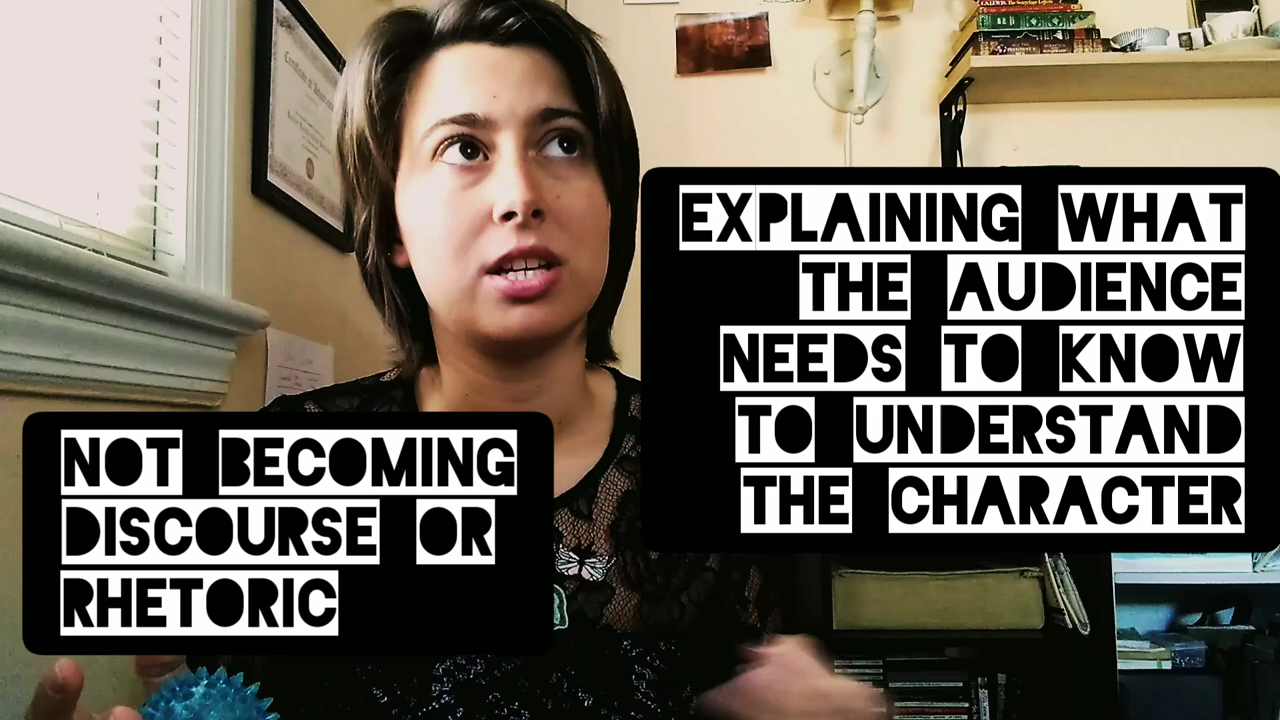 EXPLAINING WHAT
THE AUDIENCE
NEEDS TO KNOW
TO UNDERSTAND
THE CHARACTER
NOT BECOMING
DISCOURSE OR
RHETORIC